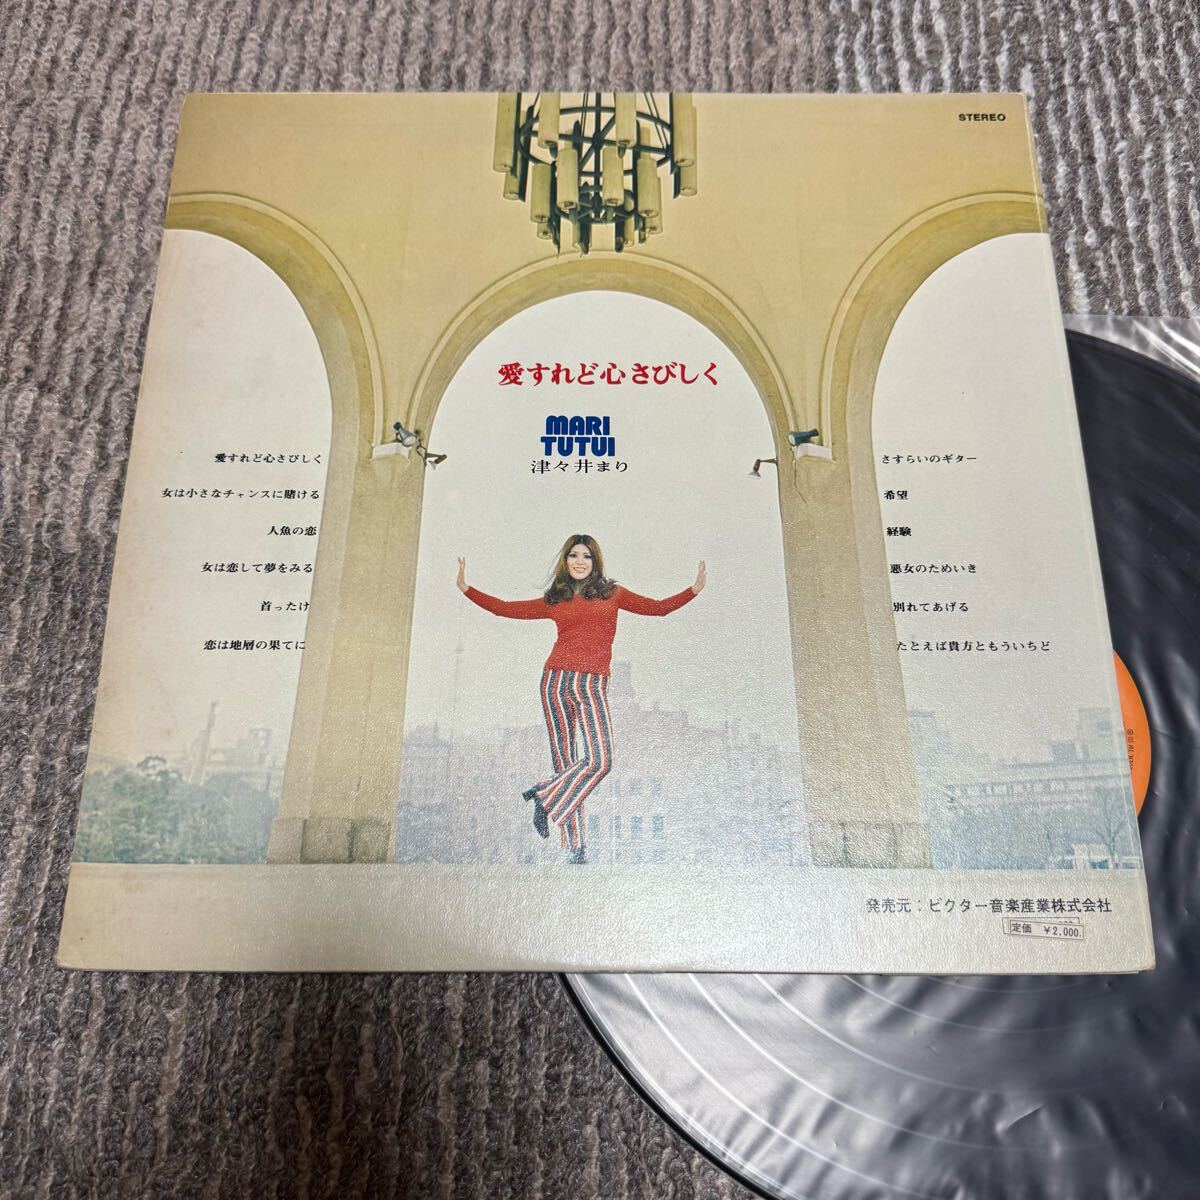 STEREO
愛すれど心さびしく
MARI
TUTUI
津々井まり
愛すれど心さびしく
女は小さなチャンスに賭ける
人魚の恋
女は恋して夢をみる
首ったけ
恋は地層の果てに
さすらいのギター
希望
経験
悪女のためいき
別れてあげる
たとえば貴方ともういちど
発売元：ビクター音楽産業株式会社
定価 ¥2,000.